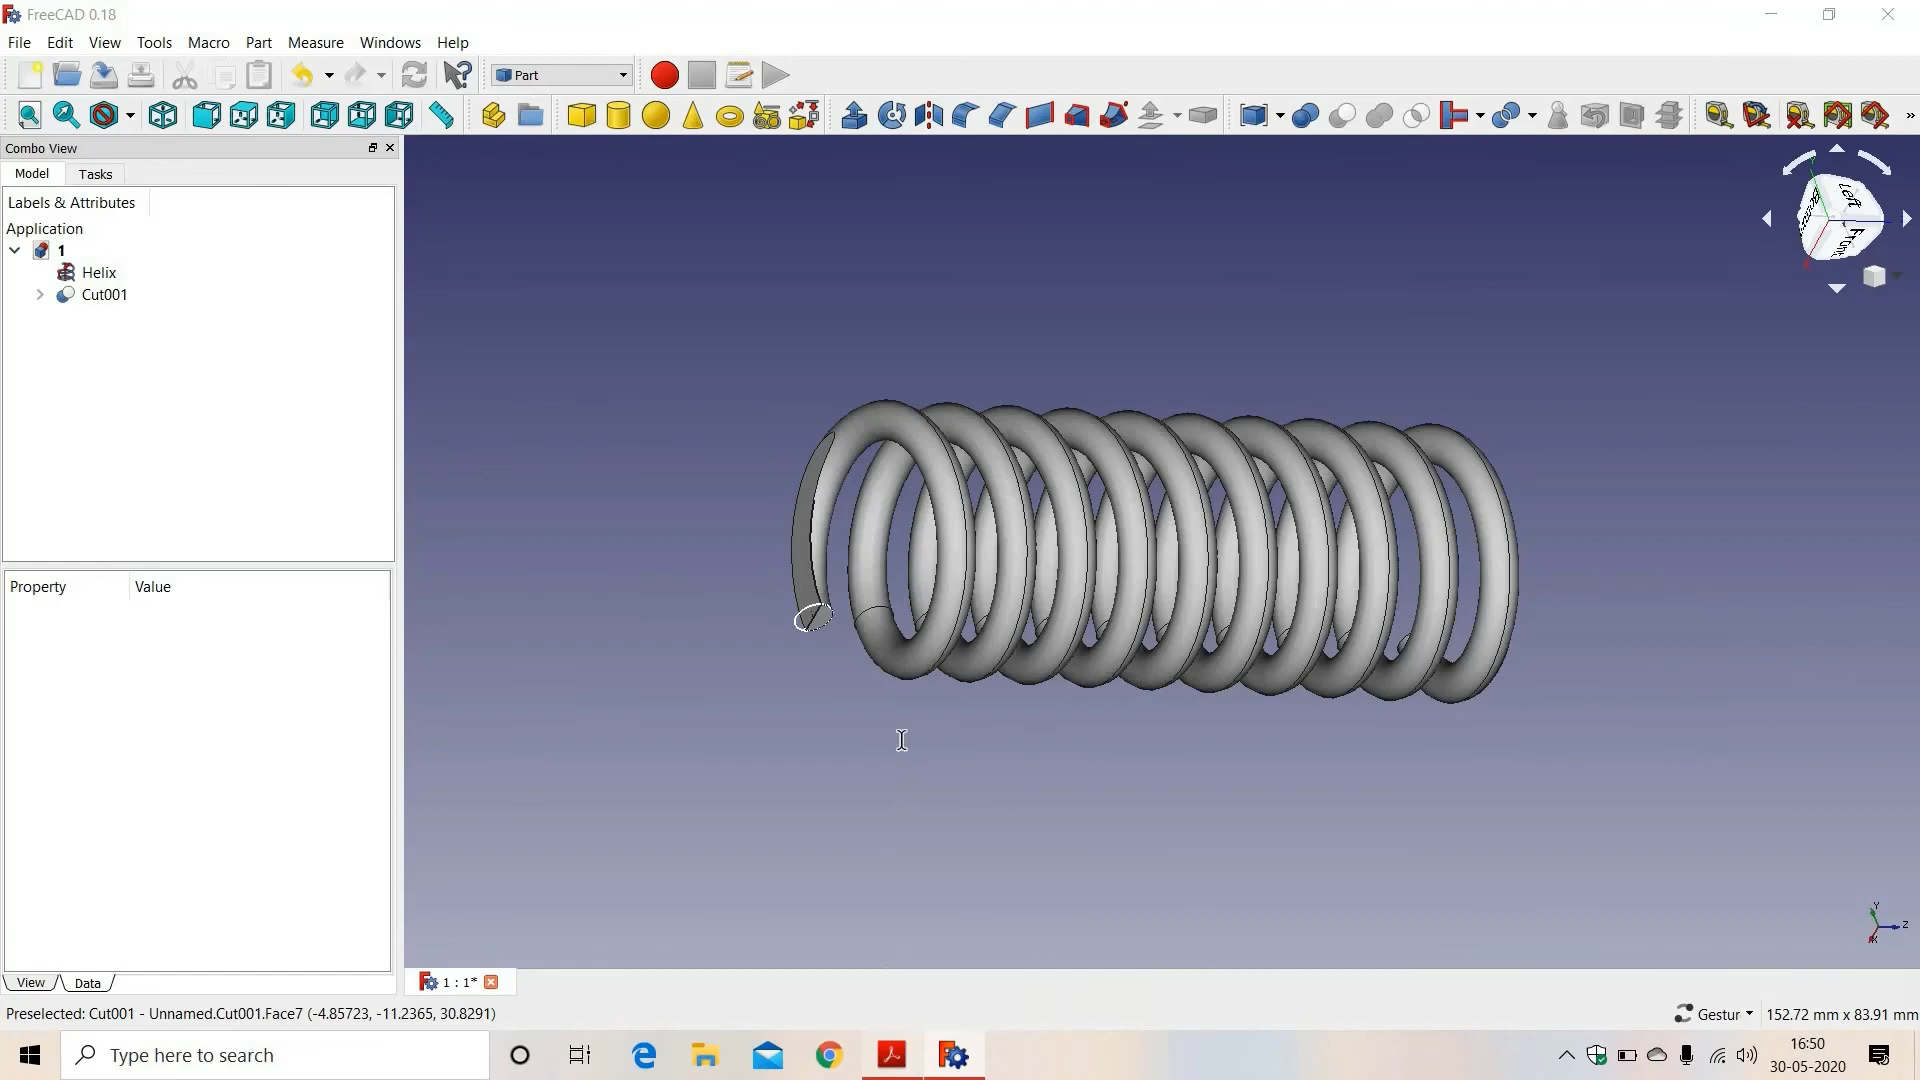 FreeCAD 0.18
File Edit View Tools Macro Part Measure Windows Help
Part
Combo View
Model Tasks
Labels & Attributes
Application
1
Helix
Cut001
Property Value
View Data
1 : 1*
Left
Front
Y
Z
X
Preselected: Cut001 - Unnamed.Cut001.Face7 (-4.85723, -11.2365, 30.8291)
Gestur
152.72 mm x 83.91 mm
Type here to search
16:50
30-05-2020